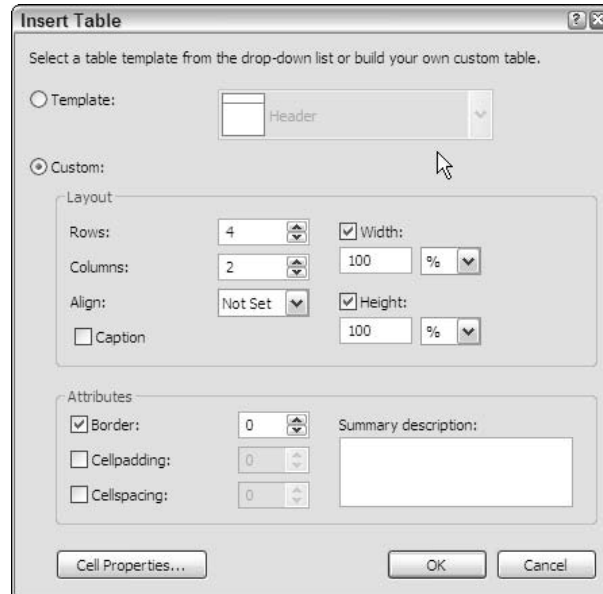 Insert Table
Select a table template from the drop-down list or build your own custom table.
Template:
Header
Custom:
Layout
Rows: 4
Width:
100 %
Columns: 2
Align: Not Set
Height:
100 %
Caption
Attributes
Border: 0
Summary description:
Cellpadding: 0
Cellspacing: 0
Cell Properties... OK Cancel